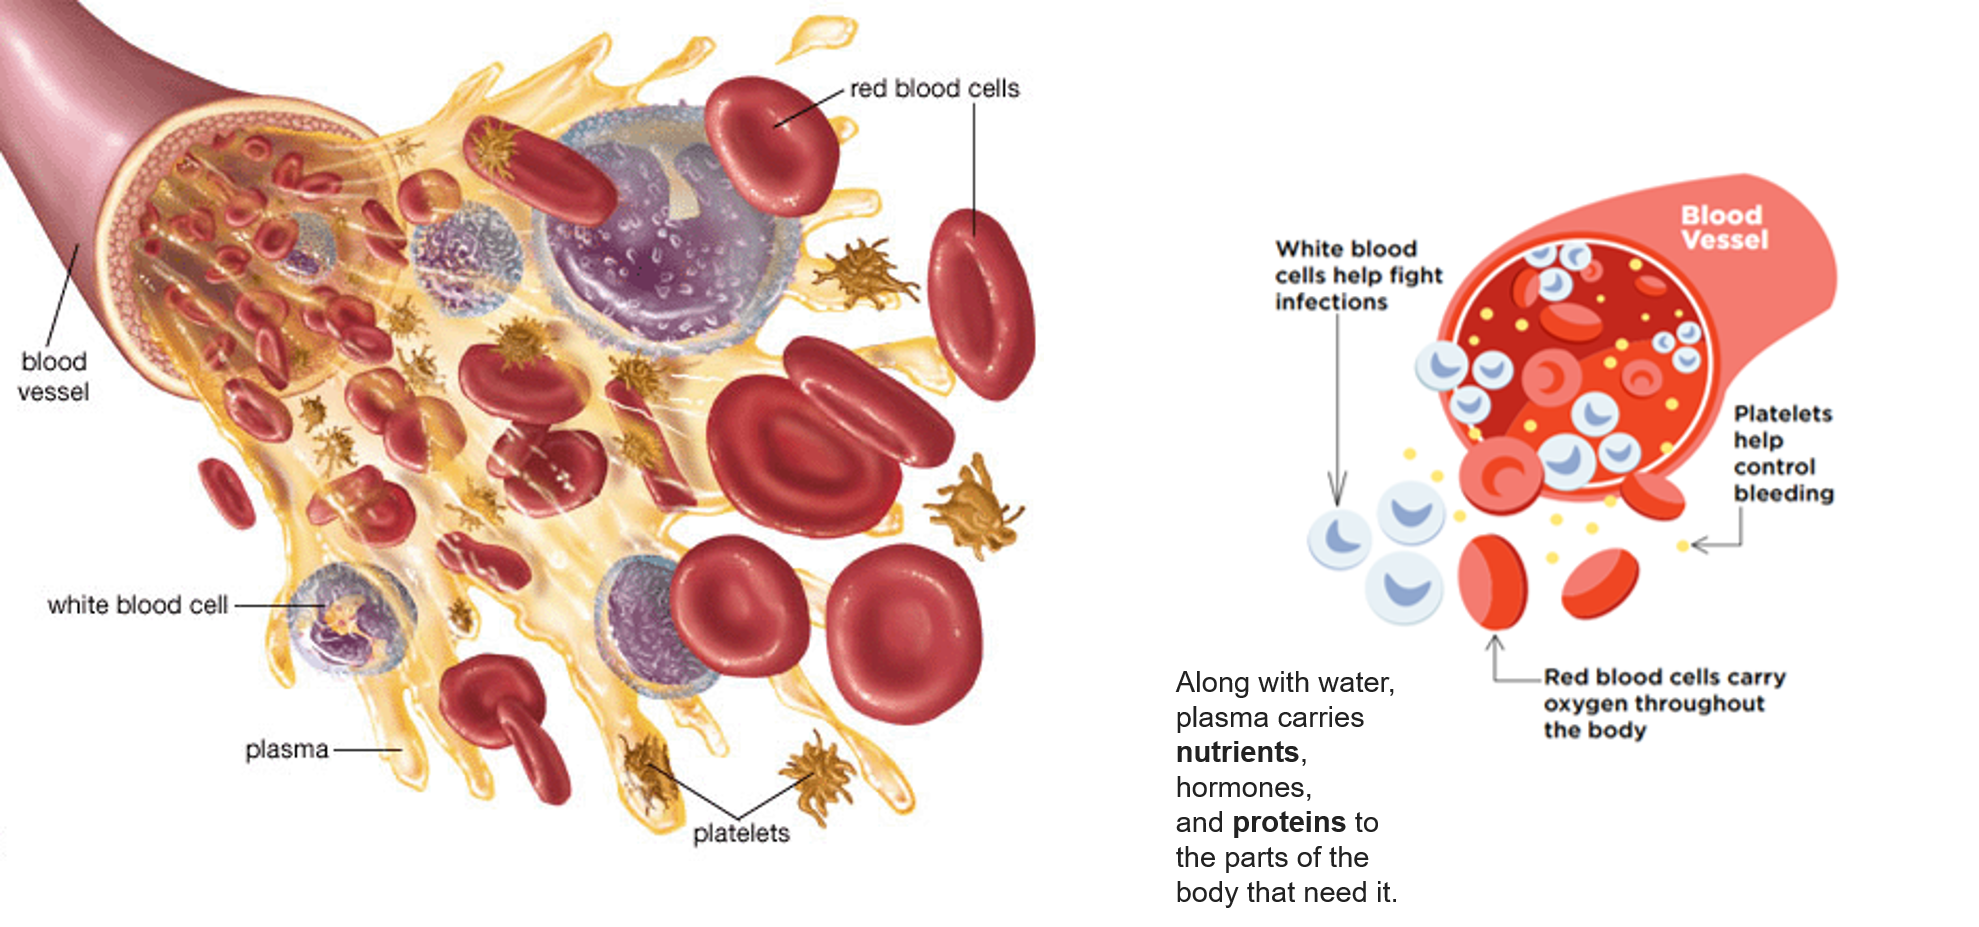 red blood cells
blood
vessel
white blood cell
plasma
platelets
Blood
Vessel
White blood
cells help fight
infections
Platelets
help
control
bleeding
Red blood cells carry
oxygen throughout
the body
Along with water,
plasma carries
nutrients,
hormones,
and proteins to
the parts of the
body that need it.